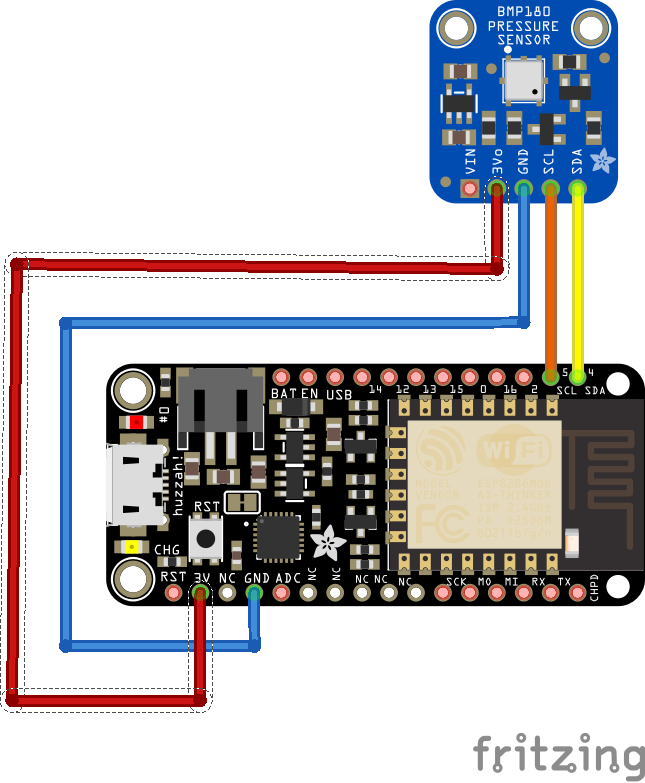 BMP180
PRESSURE
SENSOR
VIN
3Vo
GND
SCL
SDA
BAT EN USB 14 12 13 15 0 16 2 5 4
SCL SDA
#0
huzzah!
WiFi
FC
RST
CHG
RST 3V NC GND ADC NC NC NC NC NC SCK MO MI RX TX CHPD
fritzing